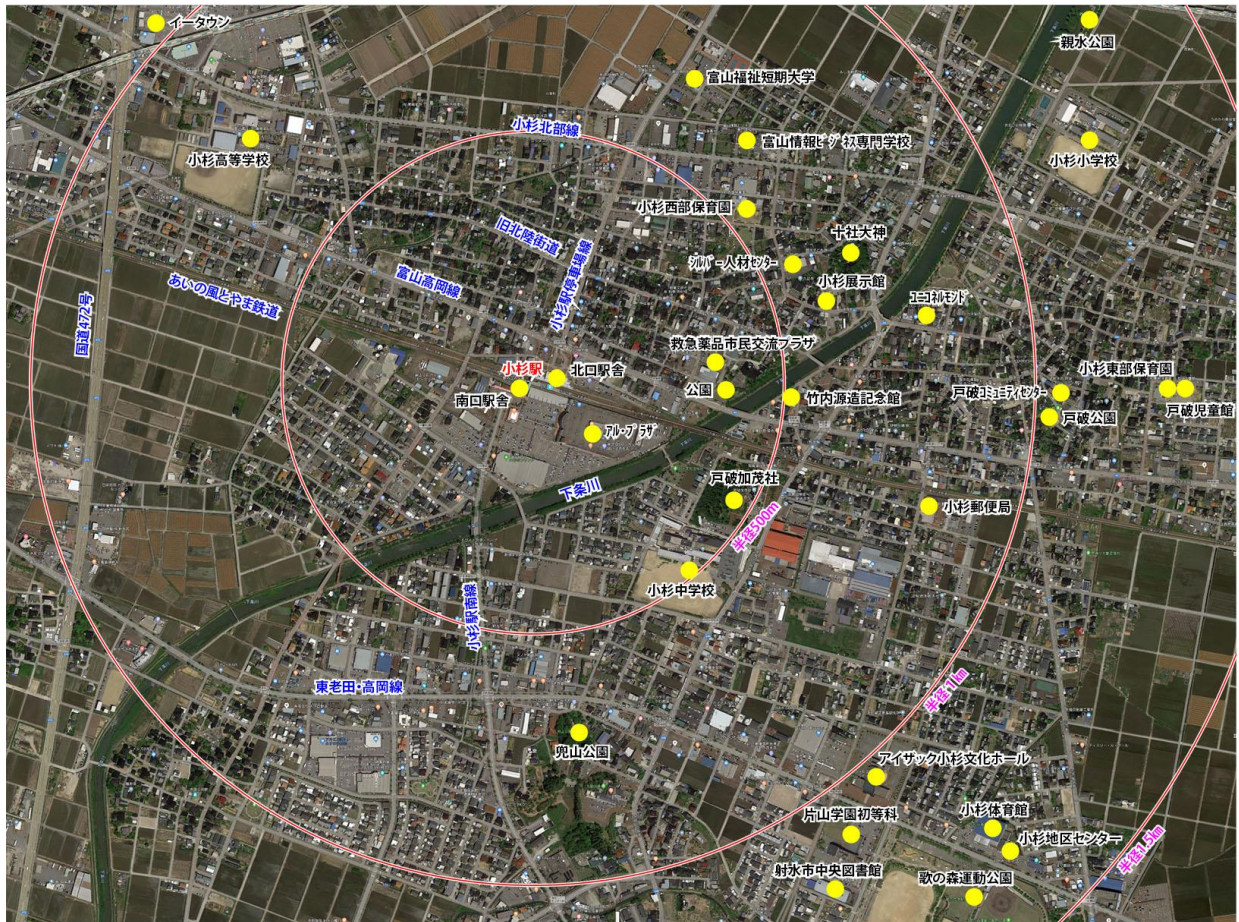 イータウン
親水公園
富山福祉短期大学
小杉北部線
富山情報ビジネス専門学校
小杉高等学校
小杉小学校
小杉西部保育園
旧北陸街道
十社大神
シルバー人材センター
小杉駅停車場線
富山高岡線
あいの風とやま鉄道
国道472号
小杉展示館
ユニコネルモンド
救急薬品市民交流プラザ
小杉駅
北口駅舎
南口駅舎
公園
竹内源造記念館
小杉東部保育園
戸破コミュニティセンター
戸破児童館
戸破公園
アル・プラザ
下条川
戸破加茂社
小杉郵便局
半径500m
小杉中学校
小杉駅南線
東老田・高岡線
半径1km
兜山公園
アイザック小杉文化ホール
片山学園初等科
小杉体育館
小杉地区センター
半径1.5km
射水市中央図書館
歌の森運動公園